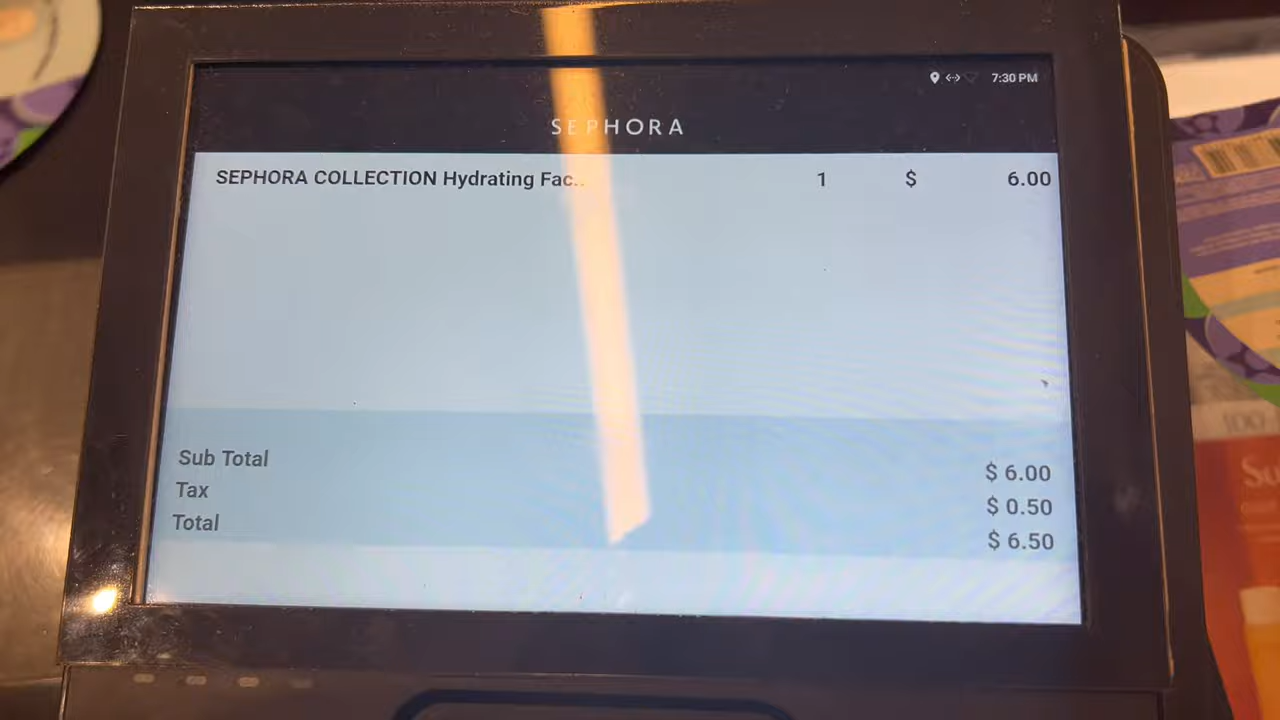 7:30 PM
SEPHORA
SEPHORA COLLECTION Hydrating Fac.. 1 $ 6.00
Sub Total $ 6.00
Tax $ 0.50
Total $ 6.50
100-